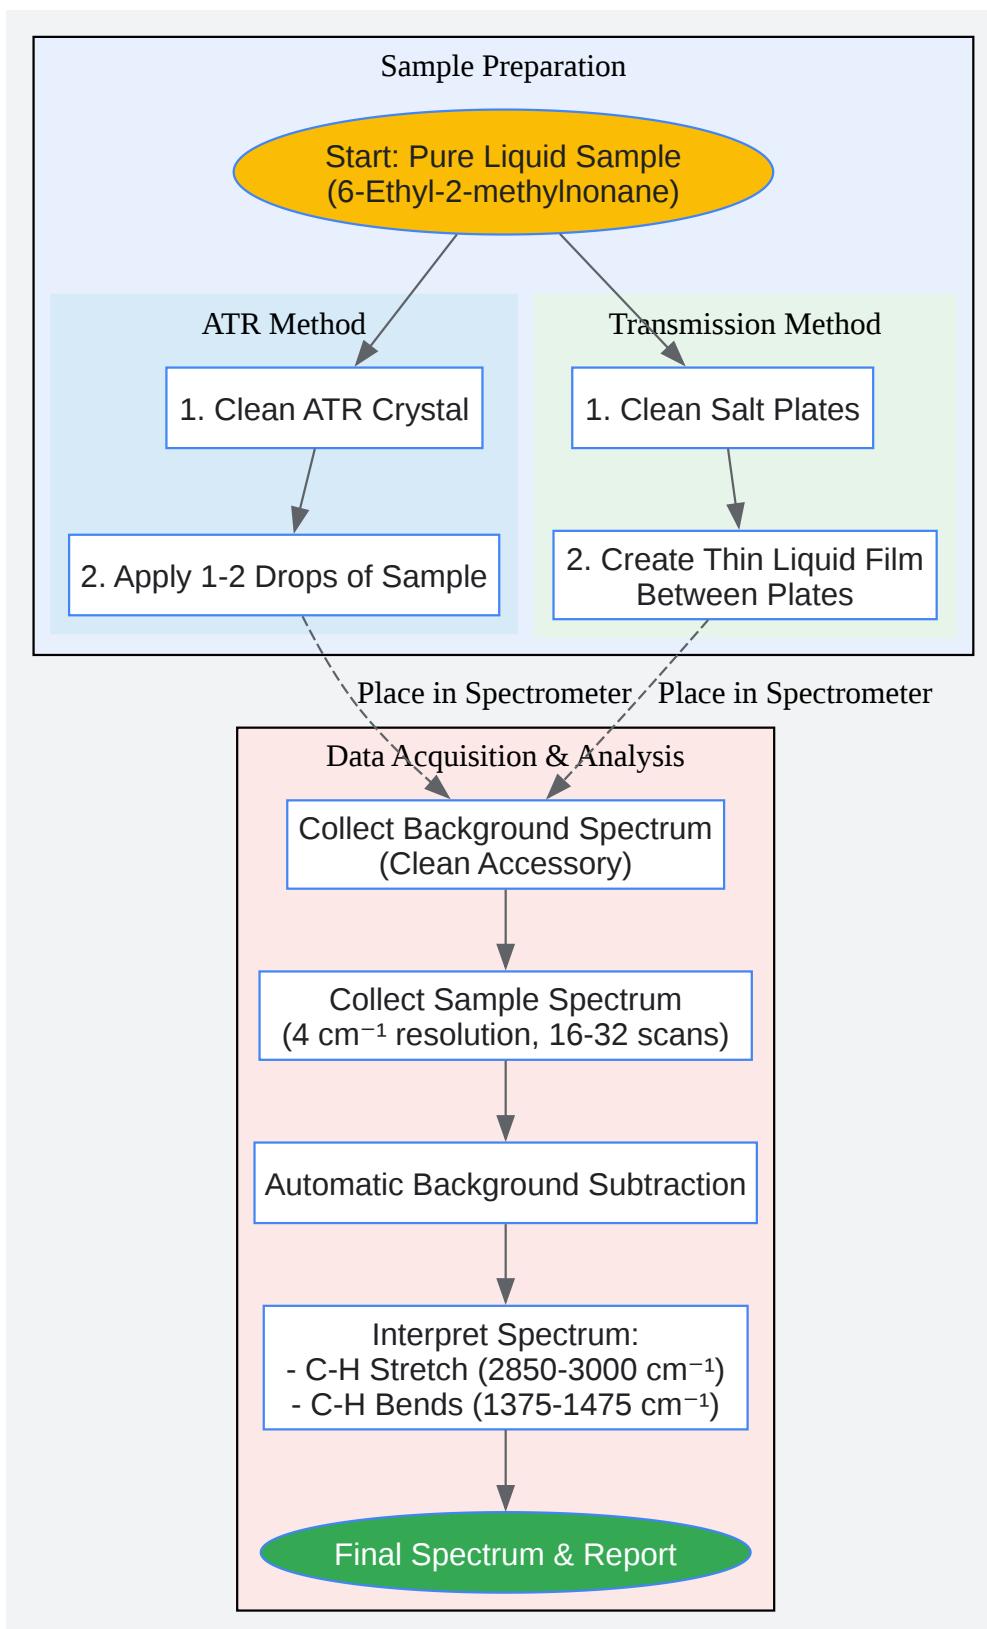 Sample Preparation
Start: Pure Liquid Sample
(6-Ethyl-2-methylnonane)
ATR Method
Transmission Method
1. Clean ATR Crystal
1. Clean Salt Plates
2. Apply 1-2 Drops of Sample
2. Create Thin Liquid Film
Between Plates
Place in Spectrometer
Place in Spectrometer
Data Acquisition & Analysis
Collect Background Spectrum
(Clean Accessory)
Collect Sample Spectrum
(4 cm⁻¹ resolution, 16-32 scans)
Automatic Background Subtraction
Interpret Spectrum:
- C-H Stretch (2850-3000 cm⁻¹)
- C-H Bends (1375-1475 cm⁻¹)
Final Spectrum & Report